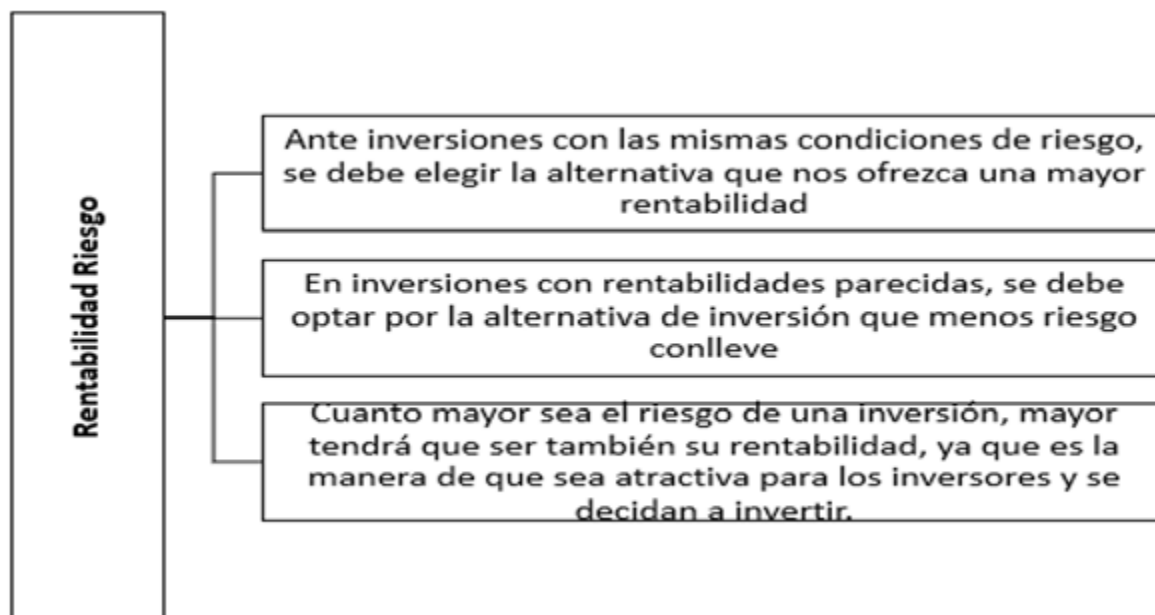 Rentabilidad Riesgo
Ante inversiones con las mismas condiciones de riesgo,
se debe elegir la alternativa que nos ofrezca una mayor
rentabilidad
En inversiones con rentabilidades parecidas, se debe
optar por la alternativa de inversión que menos riesgo
conlleve
Cuanto mayor sea el riesgo de una inversión, mayor
tendrá que ser también su rentabilidad, ya que es la
manera de que sea atractiva para los inversores y se
decidan a invertir.